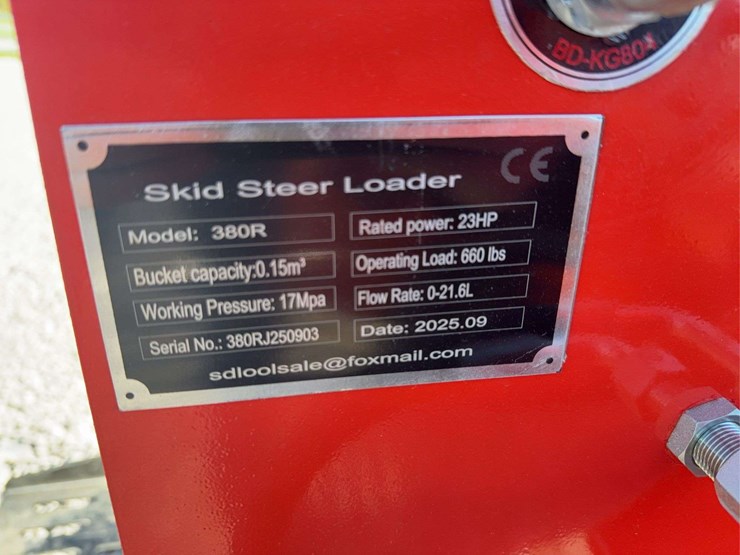 BD-KG804
CE
Skid Steer Loader
Model: 380R
Rated power: 23HP
Bucket capacity:0.15m³
Operating Load: 660 lbs
Working Pressure: 17Mpa
Flow Rate: 0-21.6L
Serial No.: 380RJ250903
Date: 2025.09
sdloolsale@foxmail.com